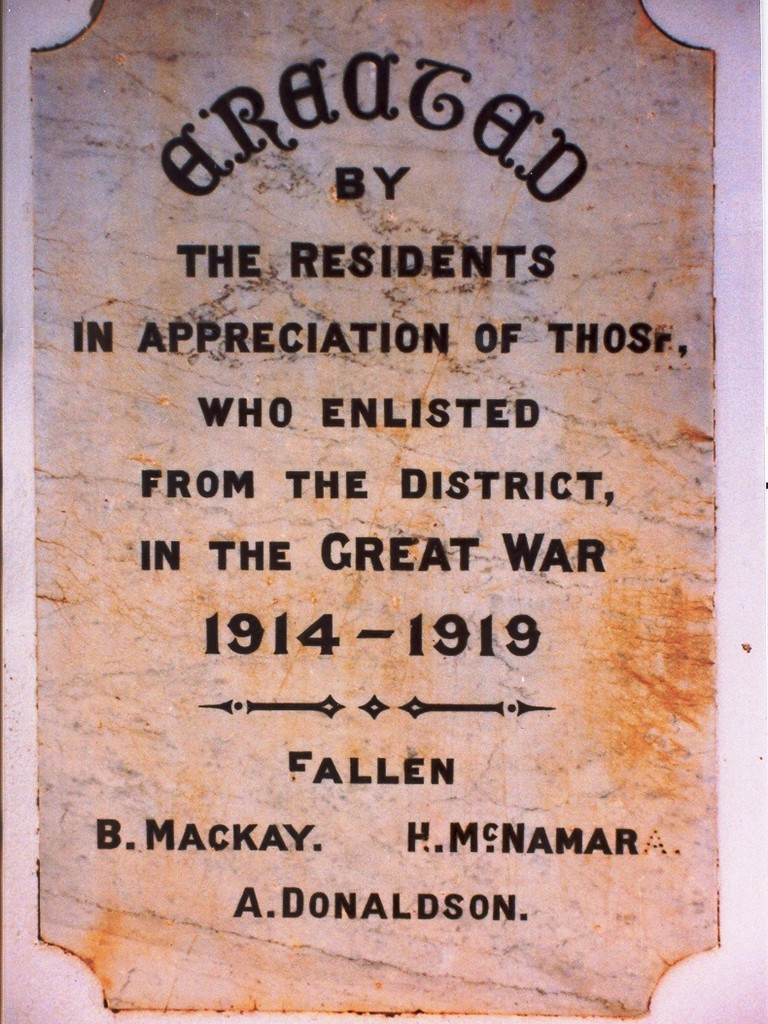 ERECTED
BY
THE RESIDENTS
IN APPRECIATION OF THOSE,
WHO ENLISTED
FROM THE DISTRICT,
IN THE GREAT WAR
1914 – 1919
FALLEN
B. MACKAY. H. McNAMARA.
A. DONALDSON.